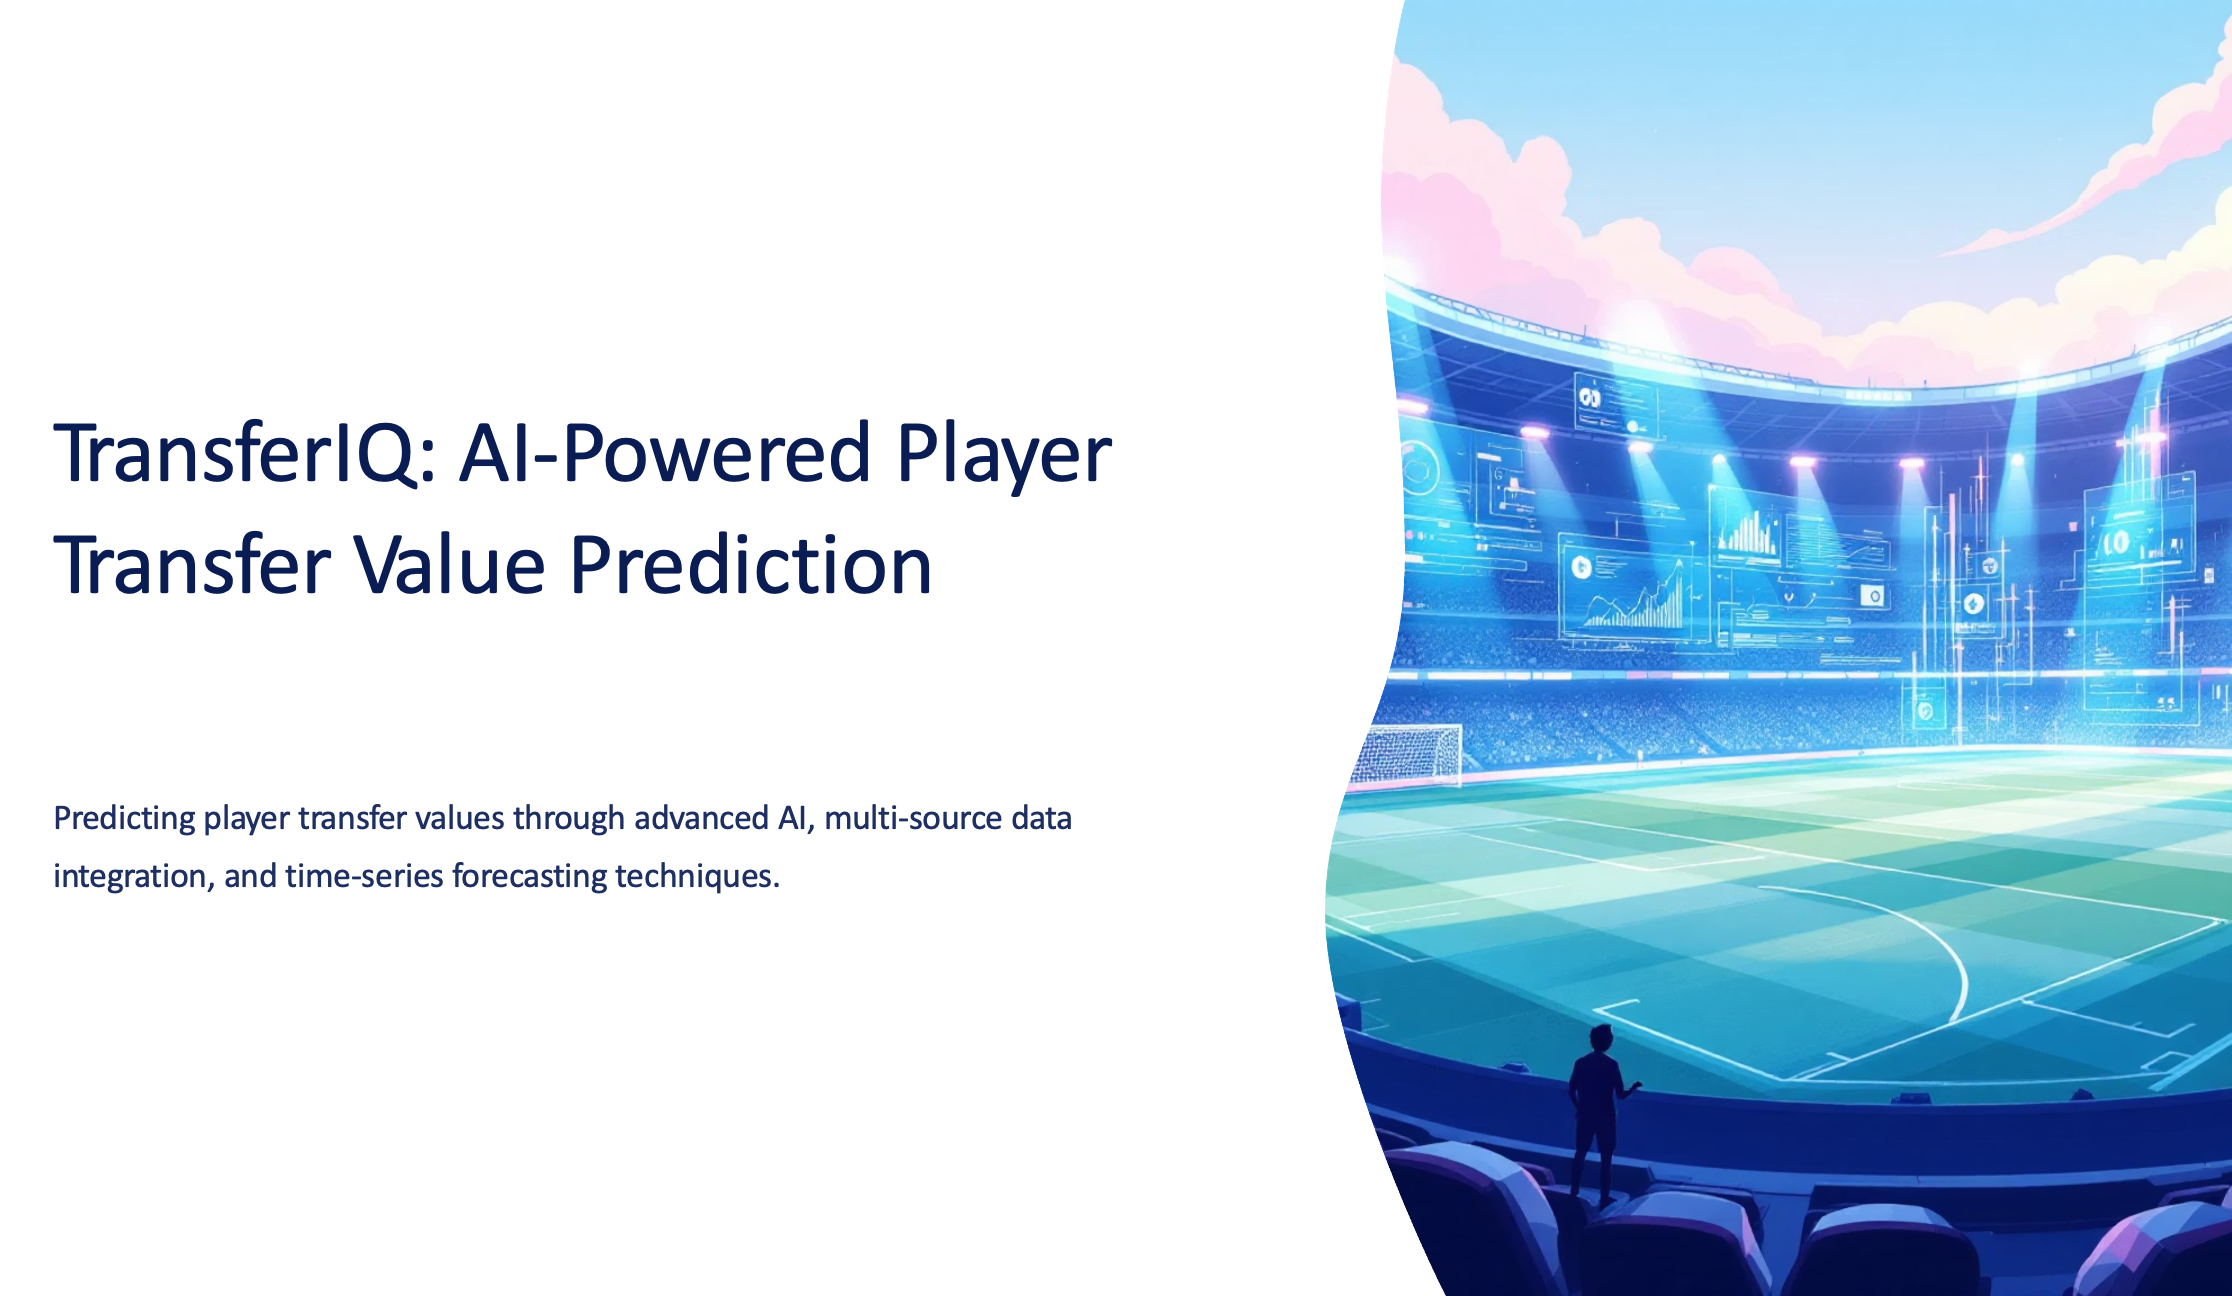 TransferIQ: AI-Powered Player
Transfer Value Prediction
Predicting player transfer values through advanced AI, multi-source data
integration, and time-series forecasting techniques.